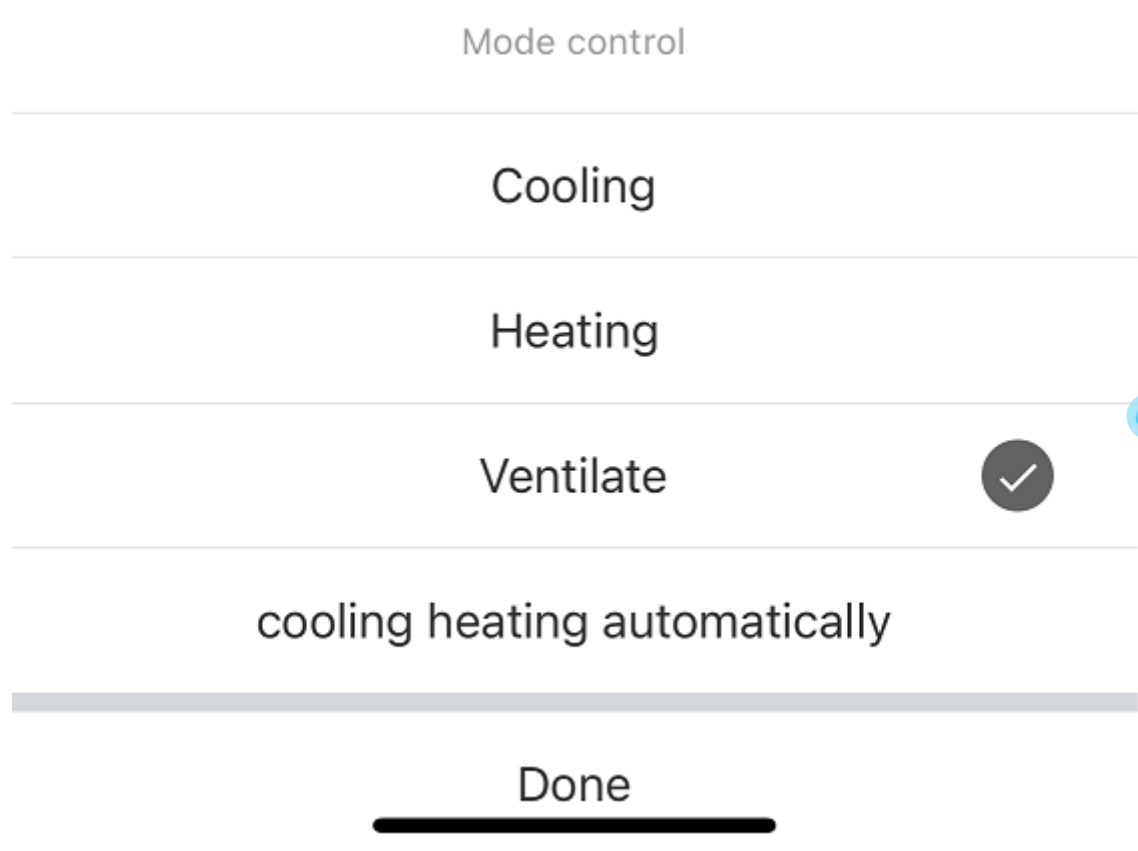 Mode control
Cooling
Heating
Ventilate
cooling heating automatically
Done